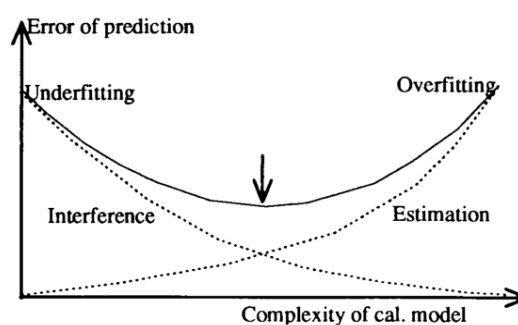 Error of prediction
Underfitting
Overfitting
Interference
Estimation
Complexity of cal. model